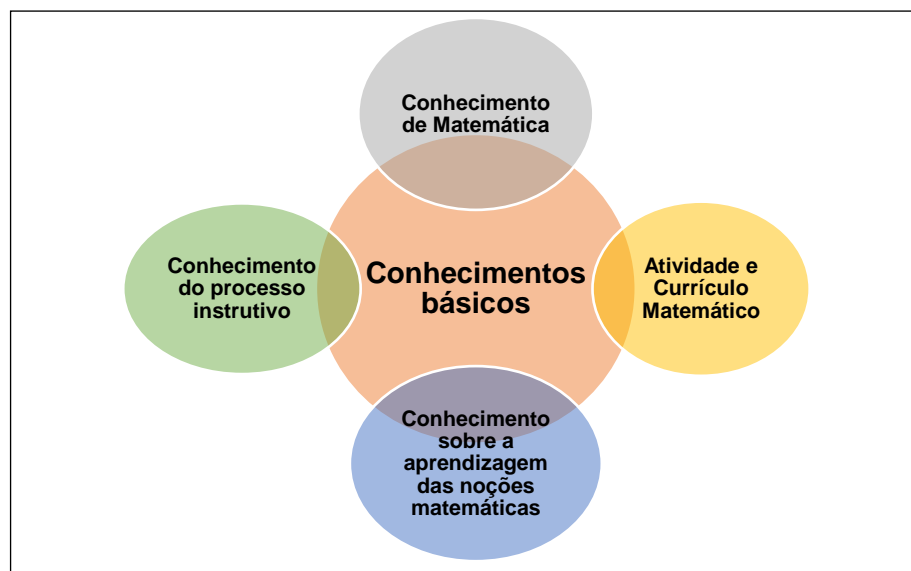 Conhecimento
de Matemática
Conhecimento
do processo
instrutivo
Conhecimentos
básicos
Atividade e
Currículo
Matemático
Conhecimento
sobre a
aprendizagem
das noções
matemáticas